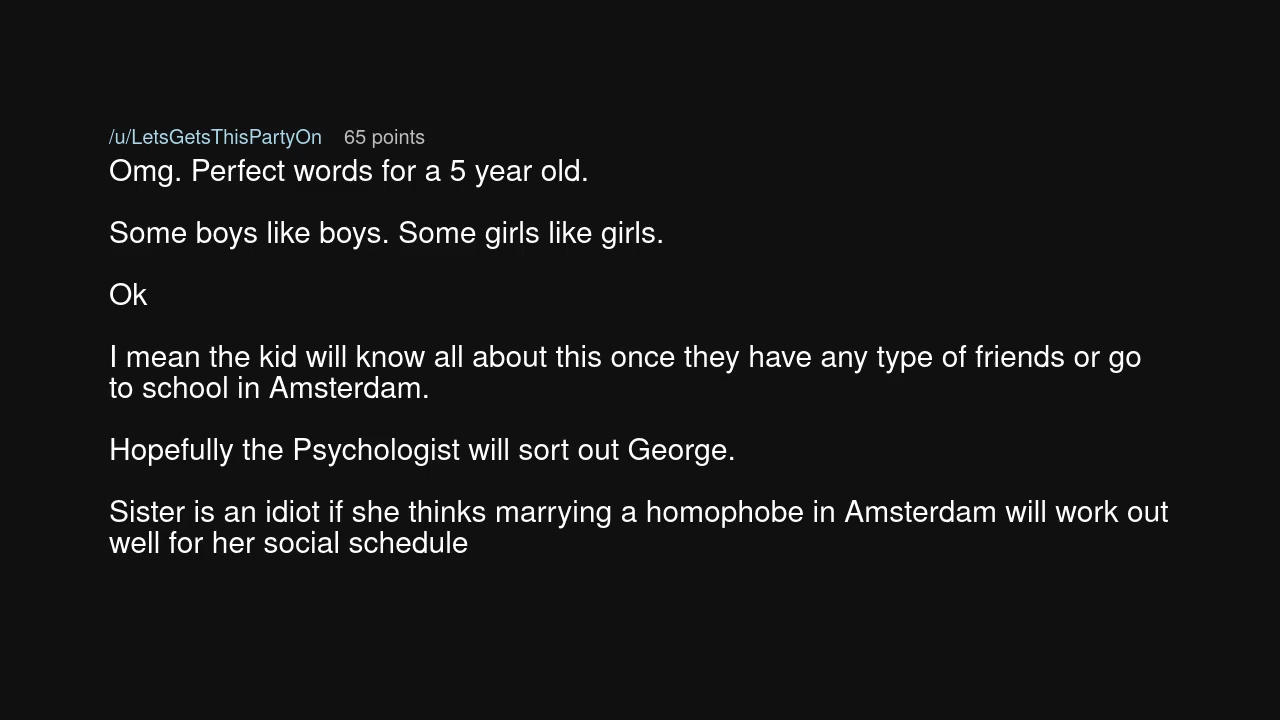 /u/LetsGetsThisPartyOn 65 points
Omg. Perfect words for a 5 year old.
Some boys like boys. Some girls like girls.
Ok
I mean the kid will know all about this once they have any type of friends or go
to school in Amsterdam.
Hopefully the Psychologist will sort out George.
Sister is an idiot if she thinks marrying a homophobe in Amsterdam will work out
well for her social schedule